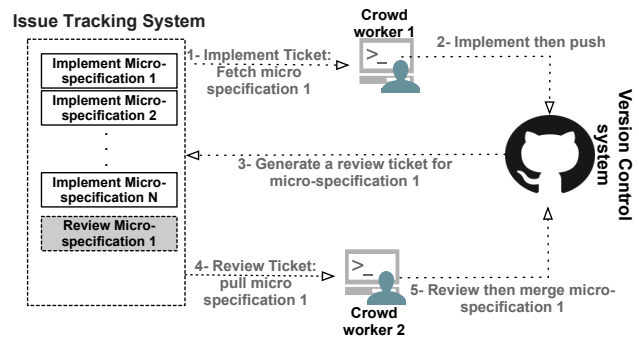 Issue Tracking System
Implement Micro-
specification 1
Implement Micro-
specification 2
.
.
.
Implement Micro-
specification N
Review Micro-
specification 1
1- Implement Ticket:
Fetch micro
specification 1
Crowd
worker 1
>_
2- Implement then push
Version Control
system
3- Generate a review ticket for
micro-specification 1
4- Review Ticket:
pull micro
specification 1
>_
Crowd
worker 2
5- Review then merge micro-
specification 1